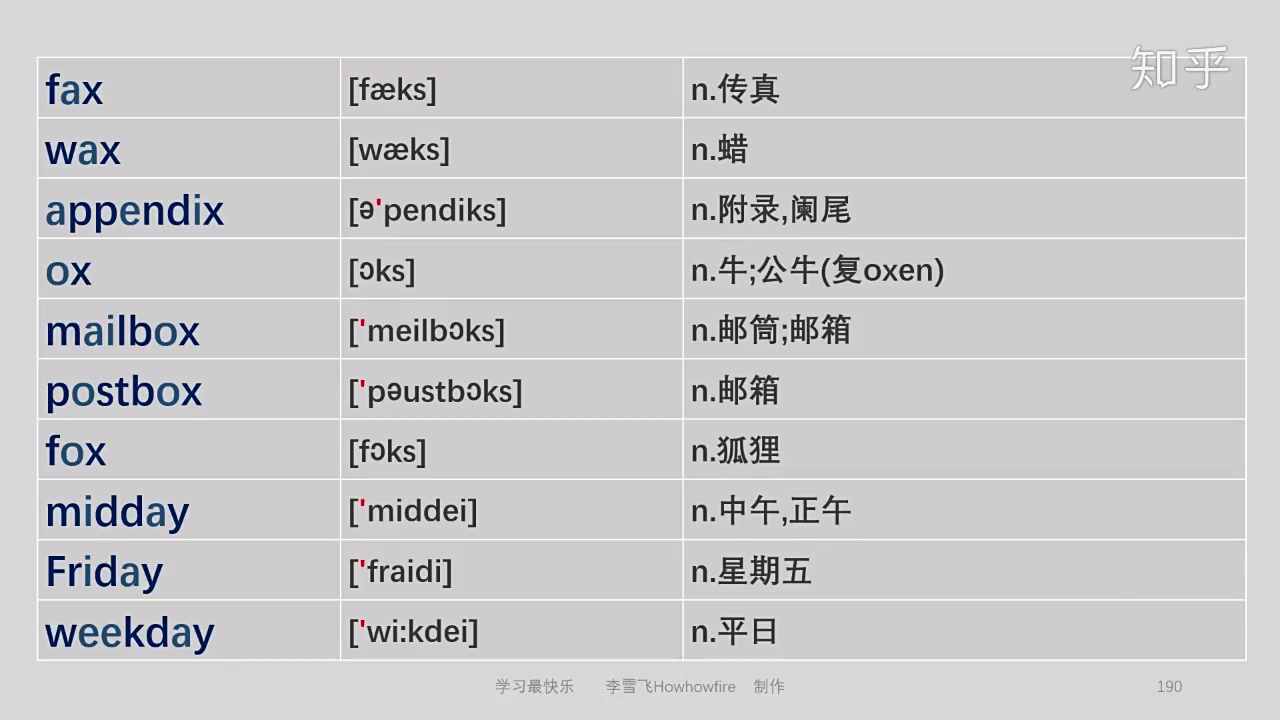 知乎
fax [fæks] n.传真
wax [wæks] n.蜡
appendix [ə'pendiks] n.附录,阑尾
ox [ɔks] n.牛;公牛(复oxen)
mailbox ['meilbɔks] n.邮筒;邮箱
postbox ['pəustbɔks] n.邮箱
fox [fɔks] n.狐狸
midday ['middei] n.中午,正午
Friday ['fraidi] n.星期五
weekday ['wi:kdei] n.平日
学习最快乐 李雪飞Howhowfire 制作 190